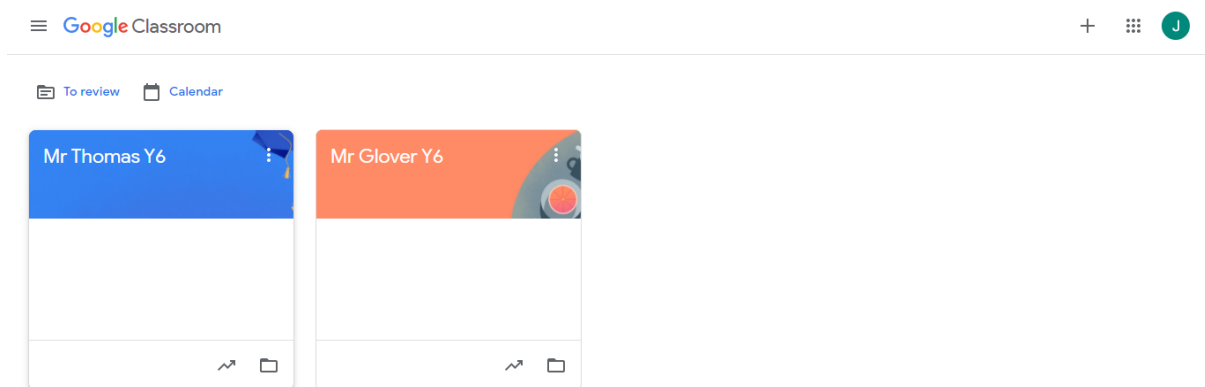 Google Classroom
J
To review Calendar
Mr Thomas Y6
Mr Glover Y6